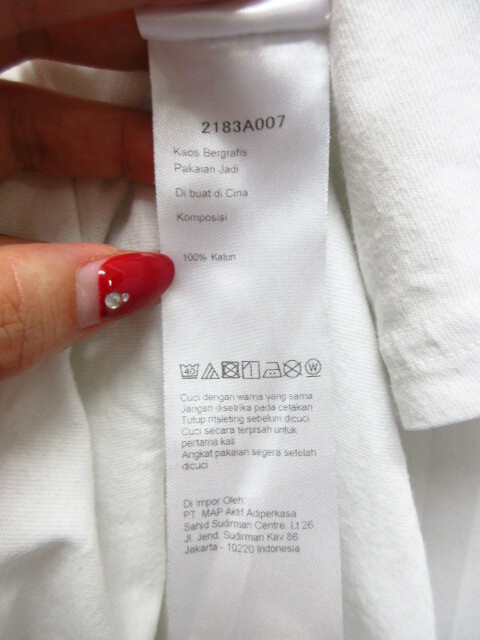 2183A007
Kaos Bergrafis
Pakaian Jadi
Di buat di Cina
Komposisi
100% Katun
40 W
Cuci dengan warna yang sama
Jangan disetrika pada cetakan
Tutup ritsleting sebelum dicuci
Cuci secara terpisah untuk
pertama kali
Angkat pakaian segera setelah
dicuci
Di Impor Oleh:
PT. MAP Aktif Adiperkasa
Sahid Sudirman Centre. Lt 26
Jl. Jend. Sudirman Kav 86
Jakarta - 10220 Indonesia